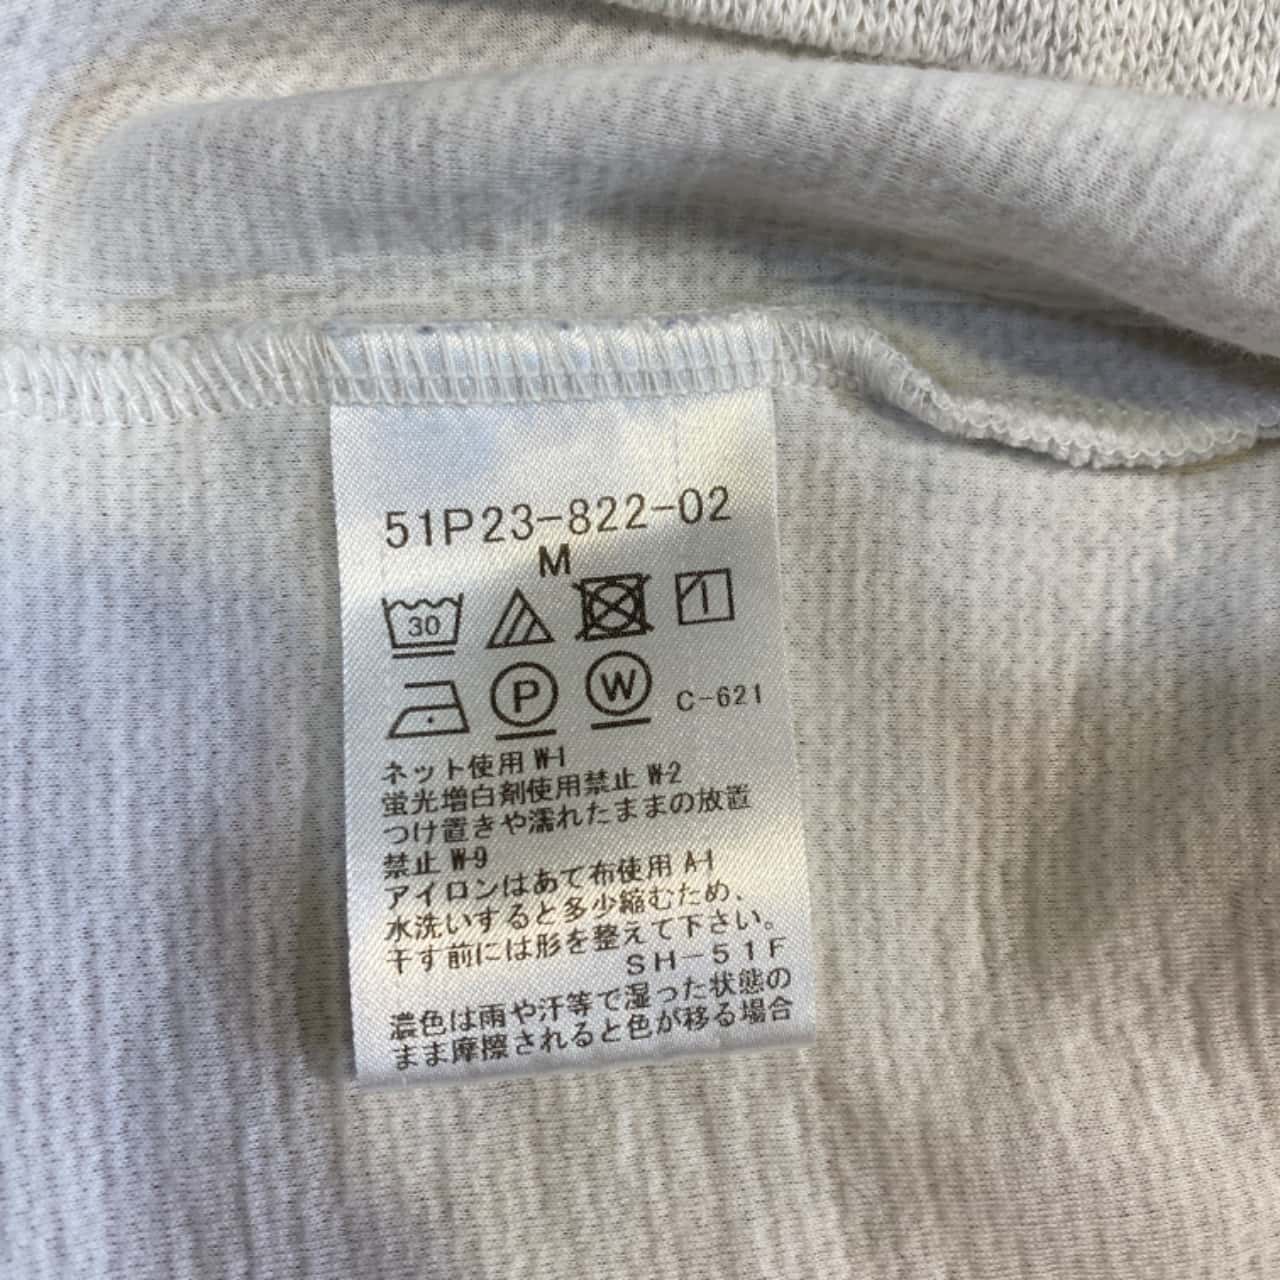 51P23-822-02
M
30
P W C-621
ネット使用 W-1
蛍光増白剤使用禁止 W-2
つけ置きや濡れたままの放置
禁止 W-9
アイロンはあて布使用 A-1
水洗いすると多少縮むため、
干す前には形を整えて下さい。
SH-51F
濃色は雨や汗等で湿った状態の
まま摩擦されると色が移る場合